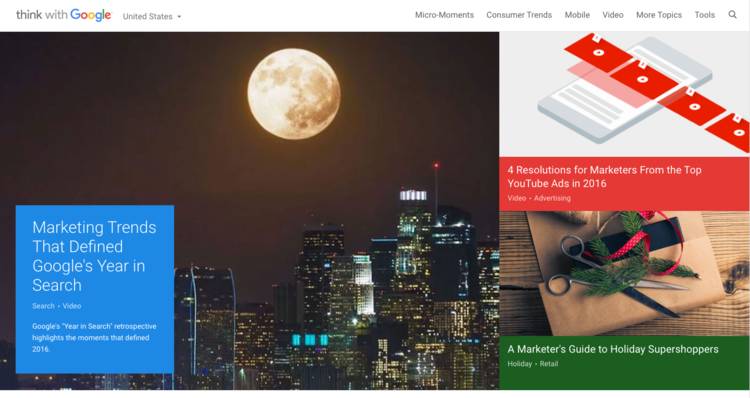 think with Google
United States
Micro-Moments Consumer Trends Mobile Video More Topics Tools
Marketing Trends
That Defined
Google's Year in
Search
Search • Video
Google's "Year in Search" retrospective
highlights the moments that defined
2016.
4 Resolutions for Marketers From the Top
YouTube Ads in 2016
Video • Advertising
A Marketer's Guide to Holiday Supershoppers
Holiday • Retail